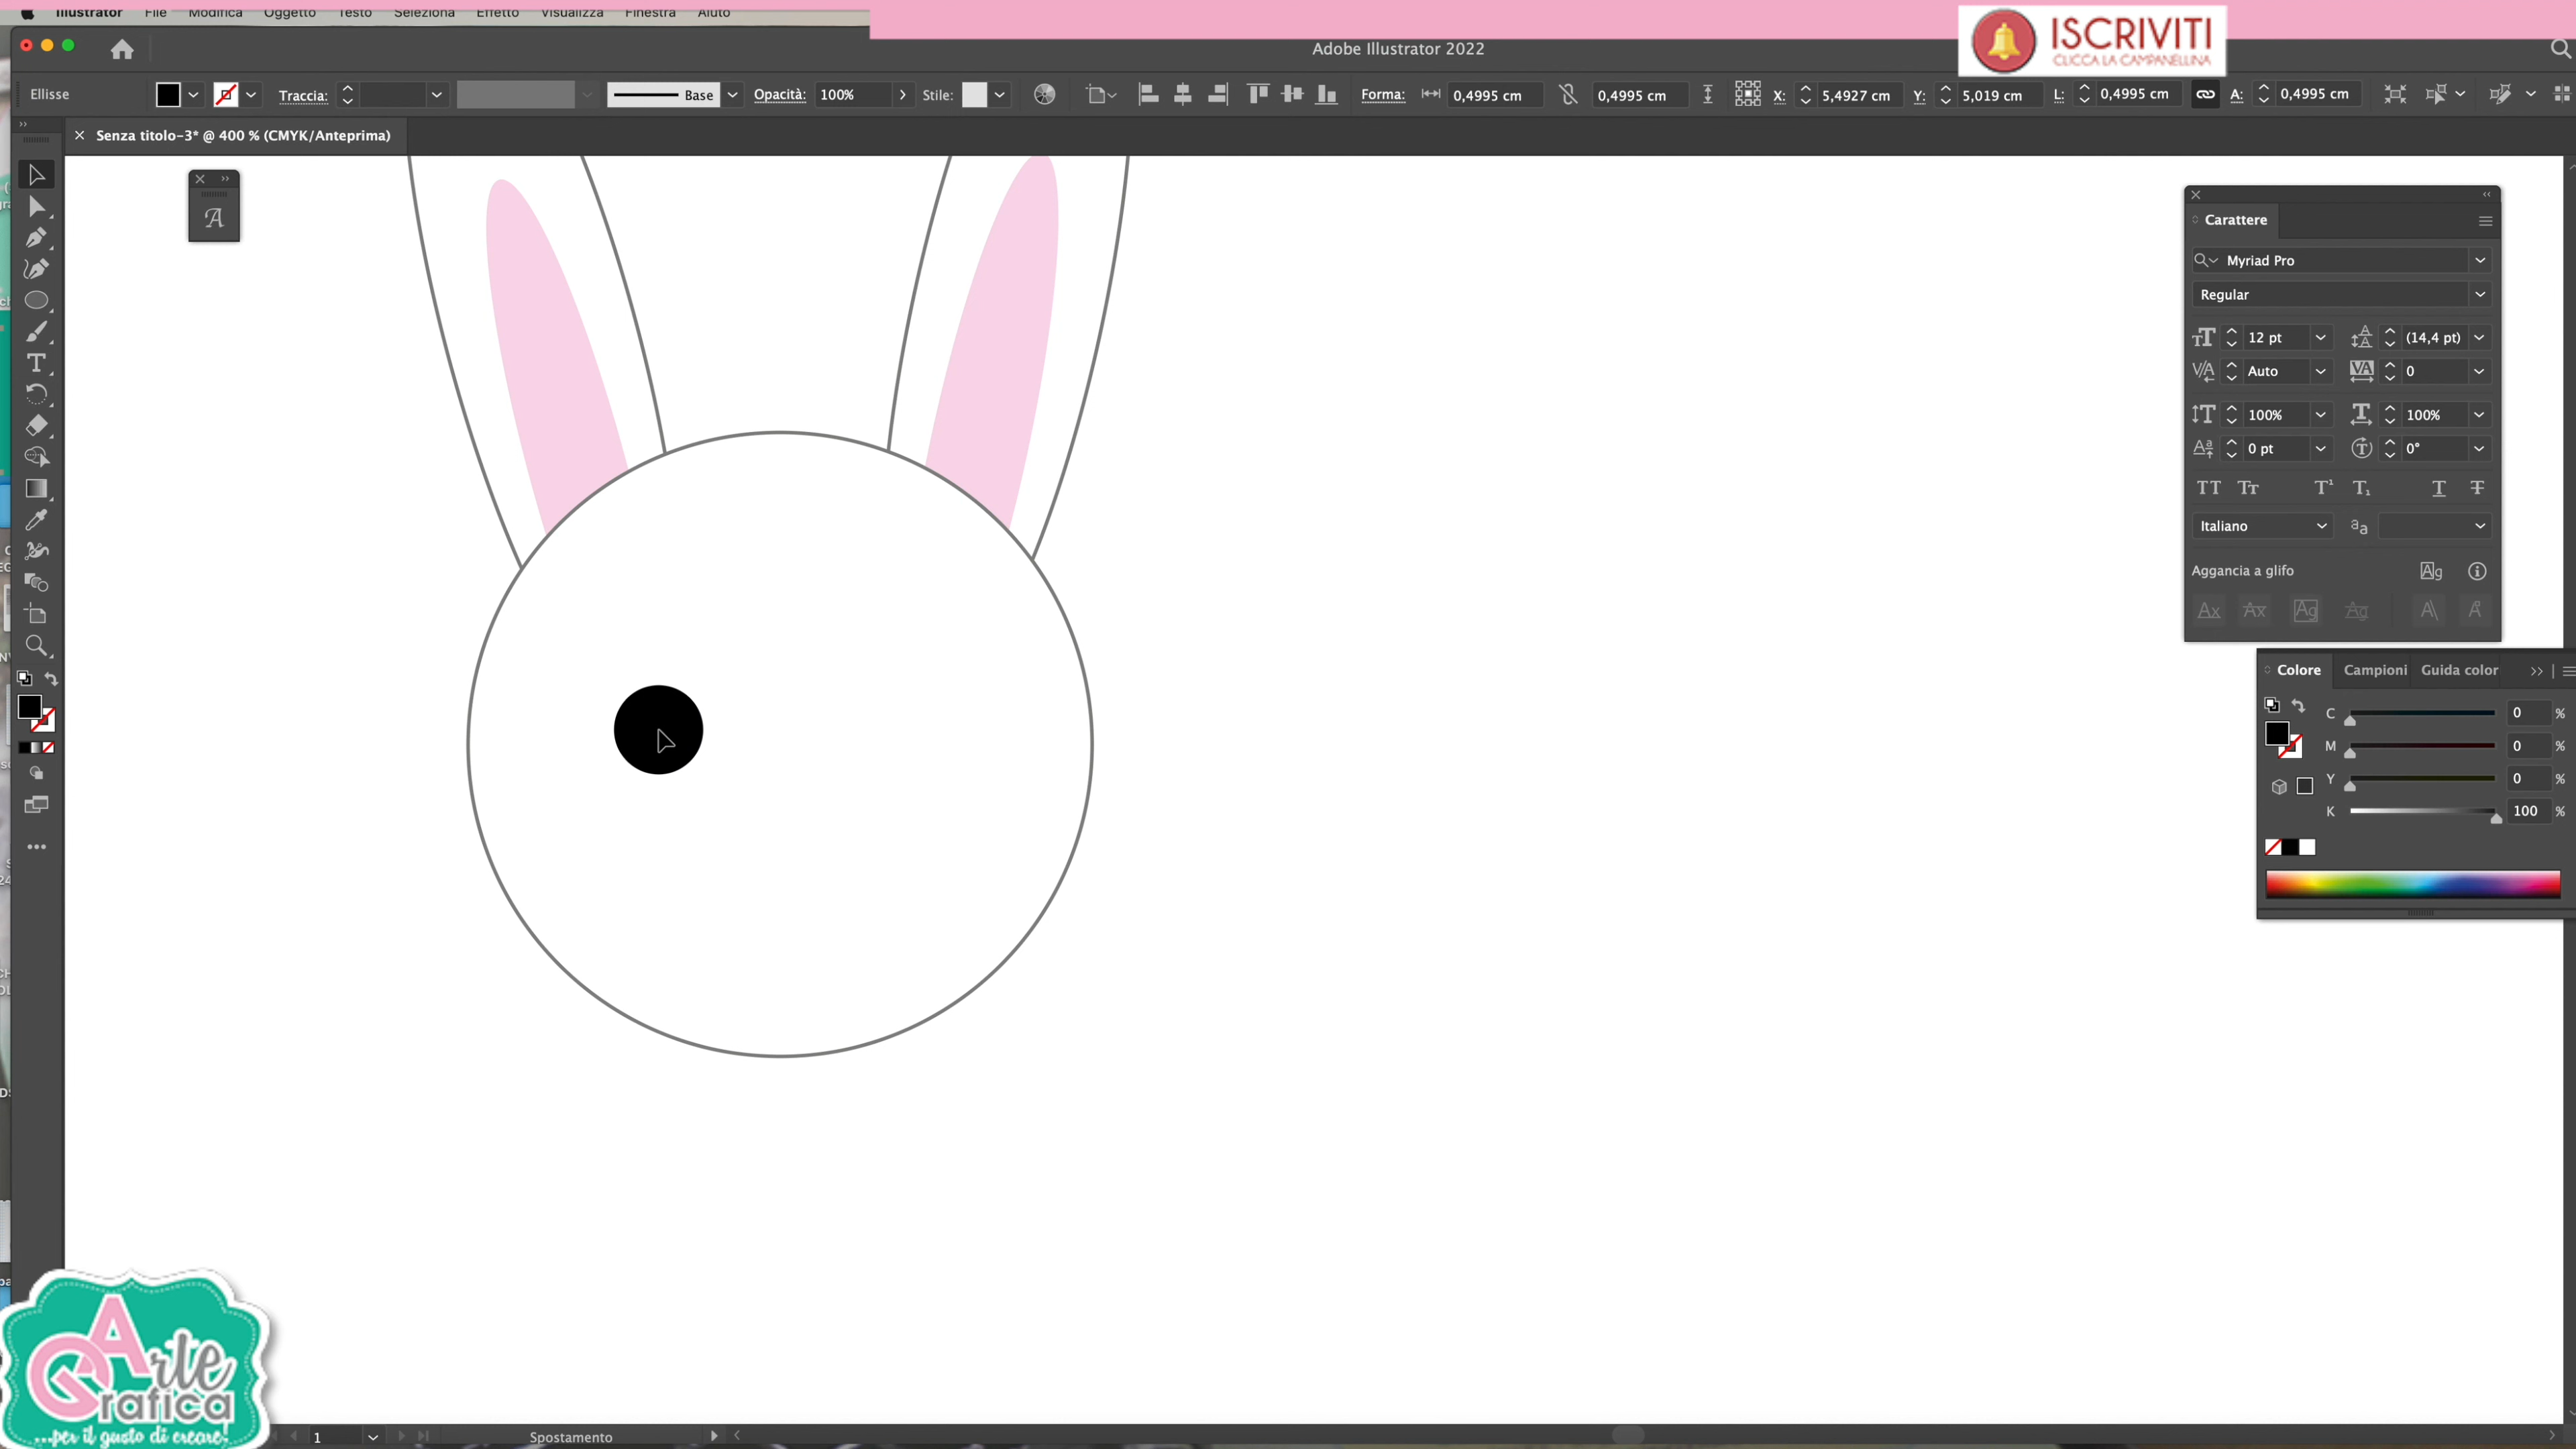 Illustrator File Modifica Oggetto Testo Seleziona Effetto Visualizza Finestra Aiuto
ISCRIVITI
CLICCA LA CAMPANELLINA
Adobe Illustrator 2022
Ellisse Traccia: Base Opacità: 100% Stile: Forma: 0,4995 cm 0,4995 cm X: 5,4927 cm Y: 5,019 cm L: 0,4995 cm A: 0,4995 cm
Senza titolo-3* @ 400 % (CMYK/Anteprima)
Carattere
Myriad Pro
Regular
12 pt (14,4 pt)
Auto 0
100% 100%
0 pt 0°
Italiano
Aggancia a glifo
Colore Campioni Guida color
C 0 %
M 0 %
Y 0 %
K 100 %
Arte
Grafica
...per il gusto di creare!
1 Spostamento